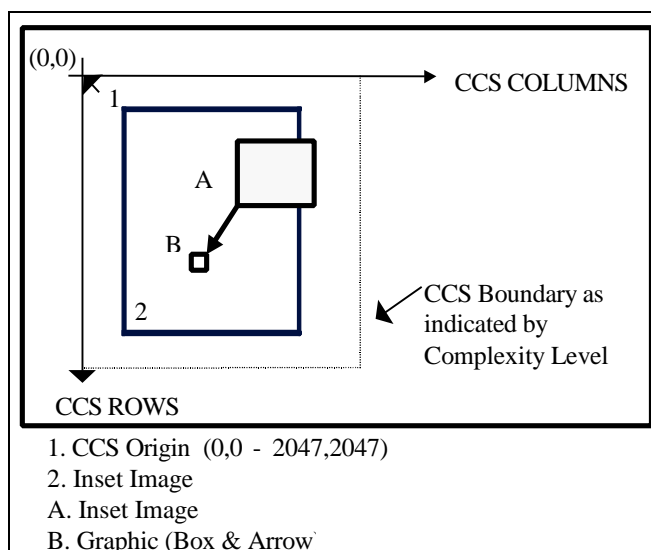 (0,0)
CCS COLUMNS
1
A
B
2
CCS Boundary as
indicated by
Complexity Level
CCS ROWS
1. CCS Origin (0,0 - 2047,2047)
2. Inset Image
A. Inset Image
B. Graphic (Box & Arrow